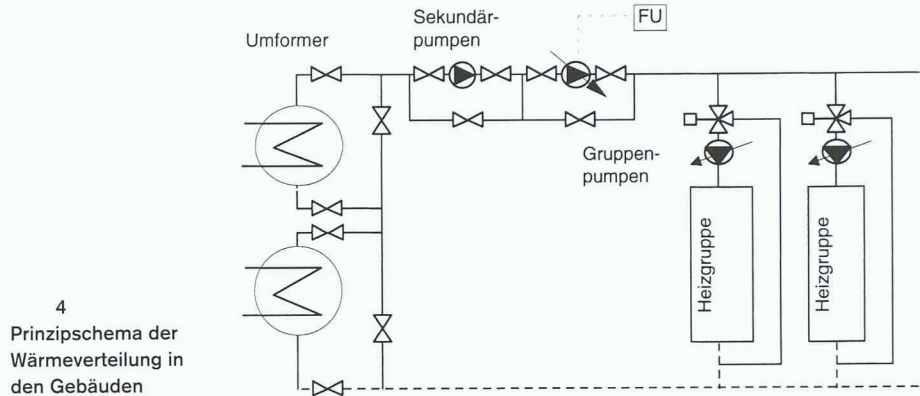 Umformer
Sekundär-
pumpen
FU
Gruppen-
pumpen
Heizgruppe
Heizgruppe
4
Prinzipschema der
Wärmeverteilung in
den Gebäuden